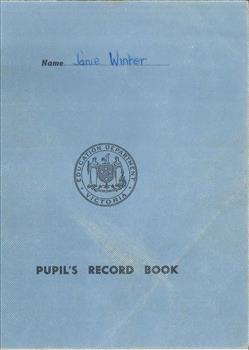 Name Janie Winter
EDUCATION DEPARTMENT
VICTORIA
PUPIL'S RECORD BOOK